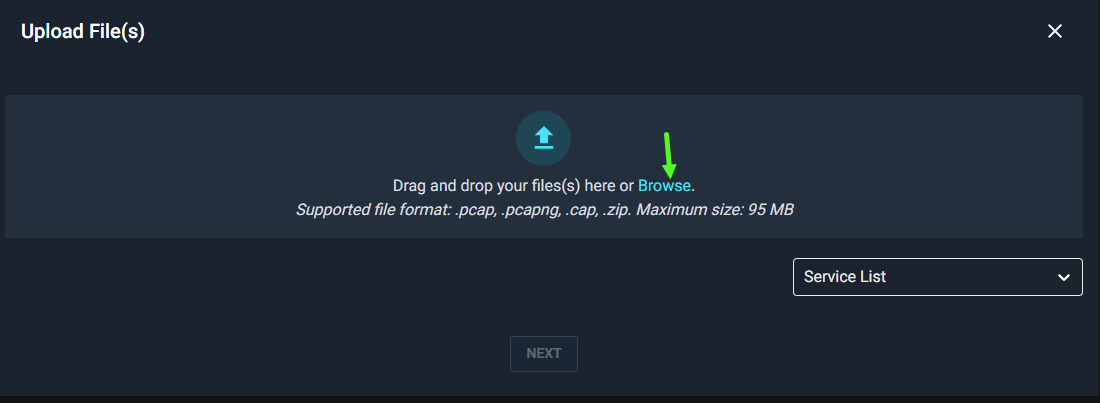 Upload File(s)
Drag and drop your files(s) here or Browse.
Supported file format: .pcap, .pcapng, .cap, .zip. Maximum size: 95 MB
Service List
NEXT